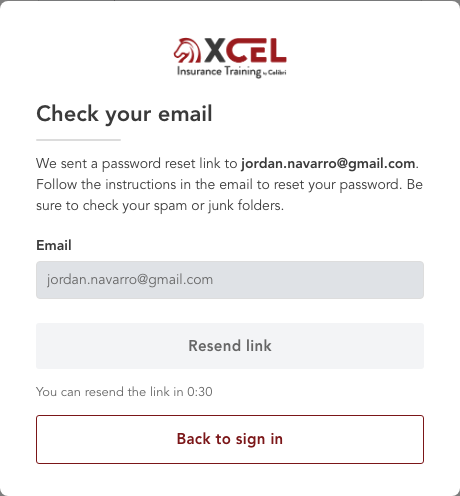 XCEL
Insurance Training by Colibri
Check your email
We sent a password reset link to jordan.navarro@gmail.com.
Follow the instructions in the email to reset your password. Be
sure to check your spam or junk folders.
Email
jordan.navarro@gmail.com
Resend link
You can resend the link in 0:30
Back to sign in